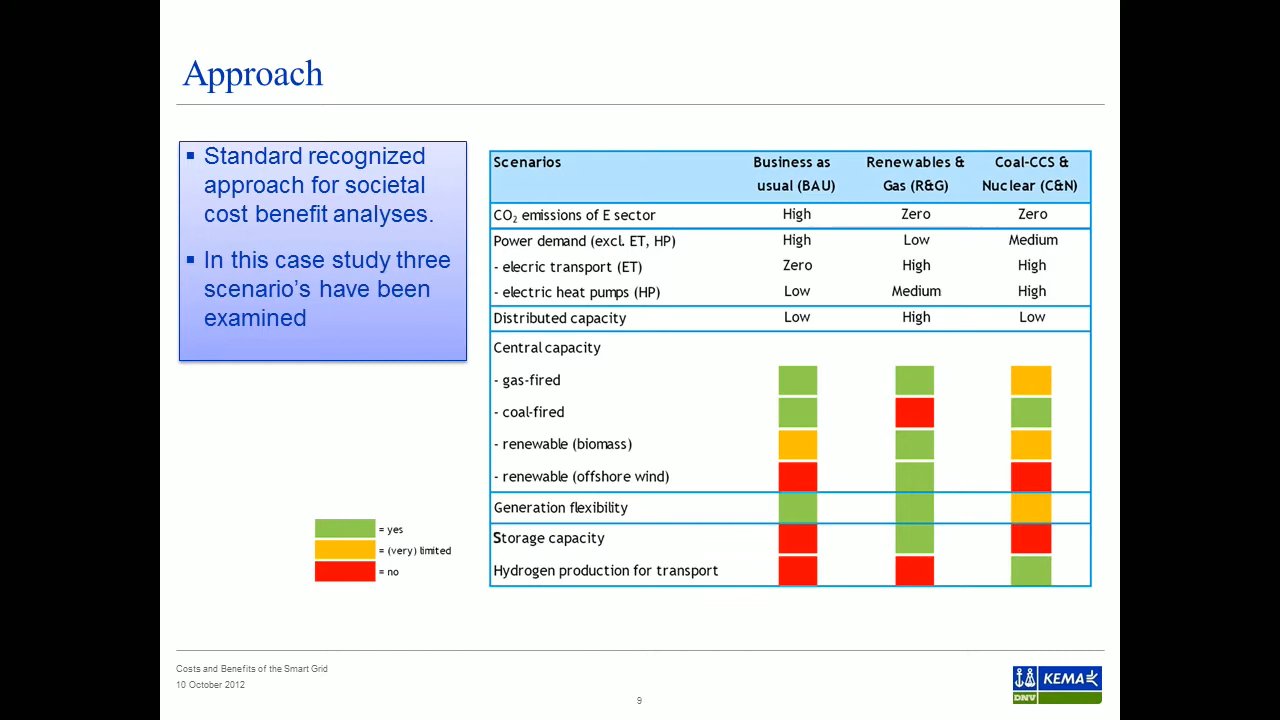 Approach
▪ Standard recognized
approach for societal
cost benefit analyses.
▪ In this case study three
scenario's have been
examined
Scenarios Business as usual (BAU) Renewables & Gas (R&G) Coal-CCS & Nuclear (C&N)
CO₂ emissions of E sector High Zero Zero
Power demand (excl. ET, HP) High Low Medium
- elecric transport (ET) Zero High High
- electric heat pumps (HP) Low Medium High
Distributed capacity Low High Low
Central capacity
- gas-fired
- coal-fired
- renewable (biomass)
- renewable (offshore wind)
Generation flexibility
Storage capacity
Hydrogen production for transport
= yes
= (very) limited
= no
Costs and Benefits of the Smart Grid
10 October 2012
9
KEMA
DNV